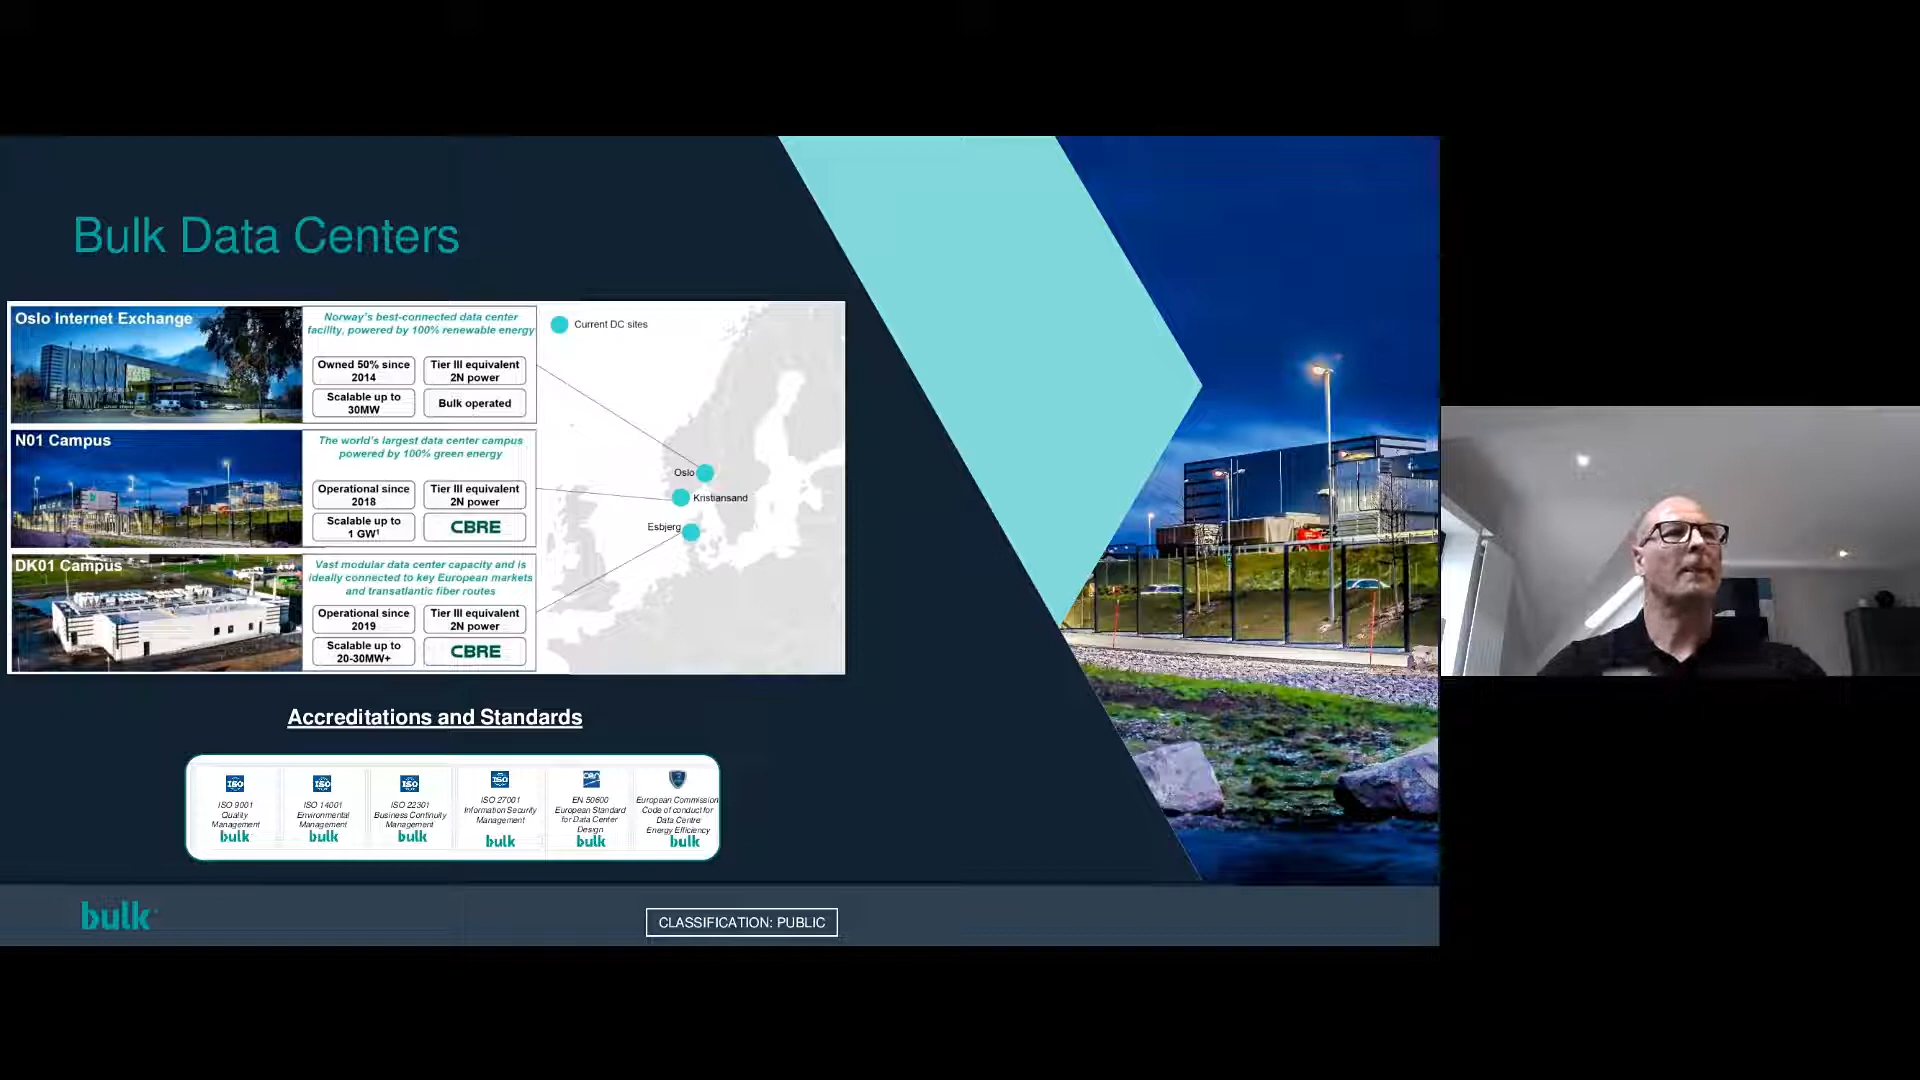 Bulk Data Centers
Oslo Internet Exchange
Norway's best-connected data center
facility, powered by 100% renewable energy
Owned 50% since
2014
Tier III equivalent
2N power
Scalable up to
30MW
Bulk operated
N01 Campus
The world's largest data center campus
powered by 100% green energy
Operational since
2018
Tier III equivalent
2N power
Scalable up to
1 GW¹
CBRE
DK01 Campus
Vast modular data center capacity and is
ideally connected to key European markets
and transatlantic fiber routes
Operational since
2019
Tier III equivalent
2N power
Scalable up to
20-30MW+
CBRE
Current DC sites
Oslo
Kristiansand
Esbjerg
Accreditations and Standards
ISO
ISO 9001
Quality
Management
bulk
ISO
ISO 14001
Environmental
Management
bulk
ISO
ISO 22301
Business Continuity
Management
bulk
ISO
ISO 27001
Information Security
Management
bulk
EN 50600
European Standard
for Data Center
Design
bulk
European Commission
Code of conduct for
Data Centre
Energy Efficiency
bulk
bulk
CLASSIFICATION: PUBLIC